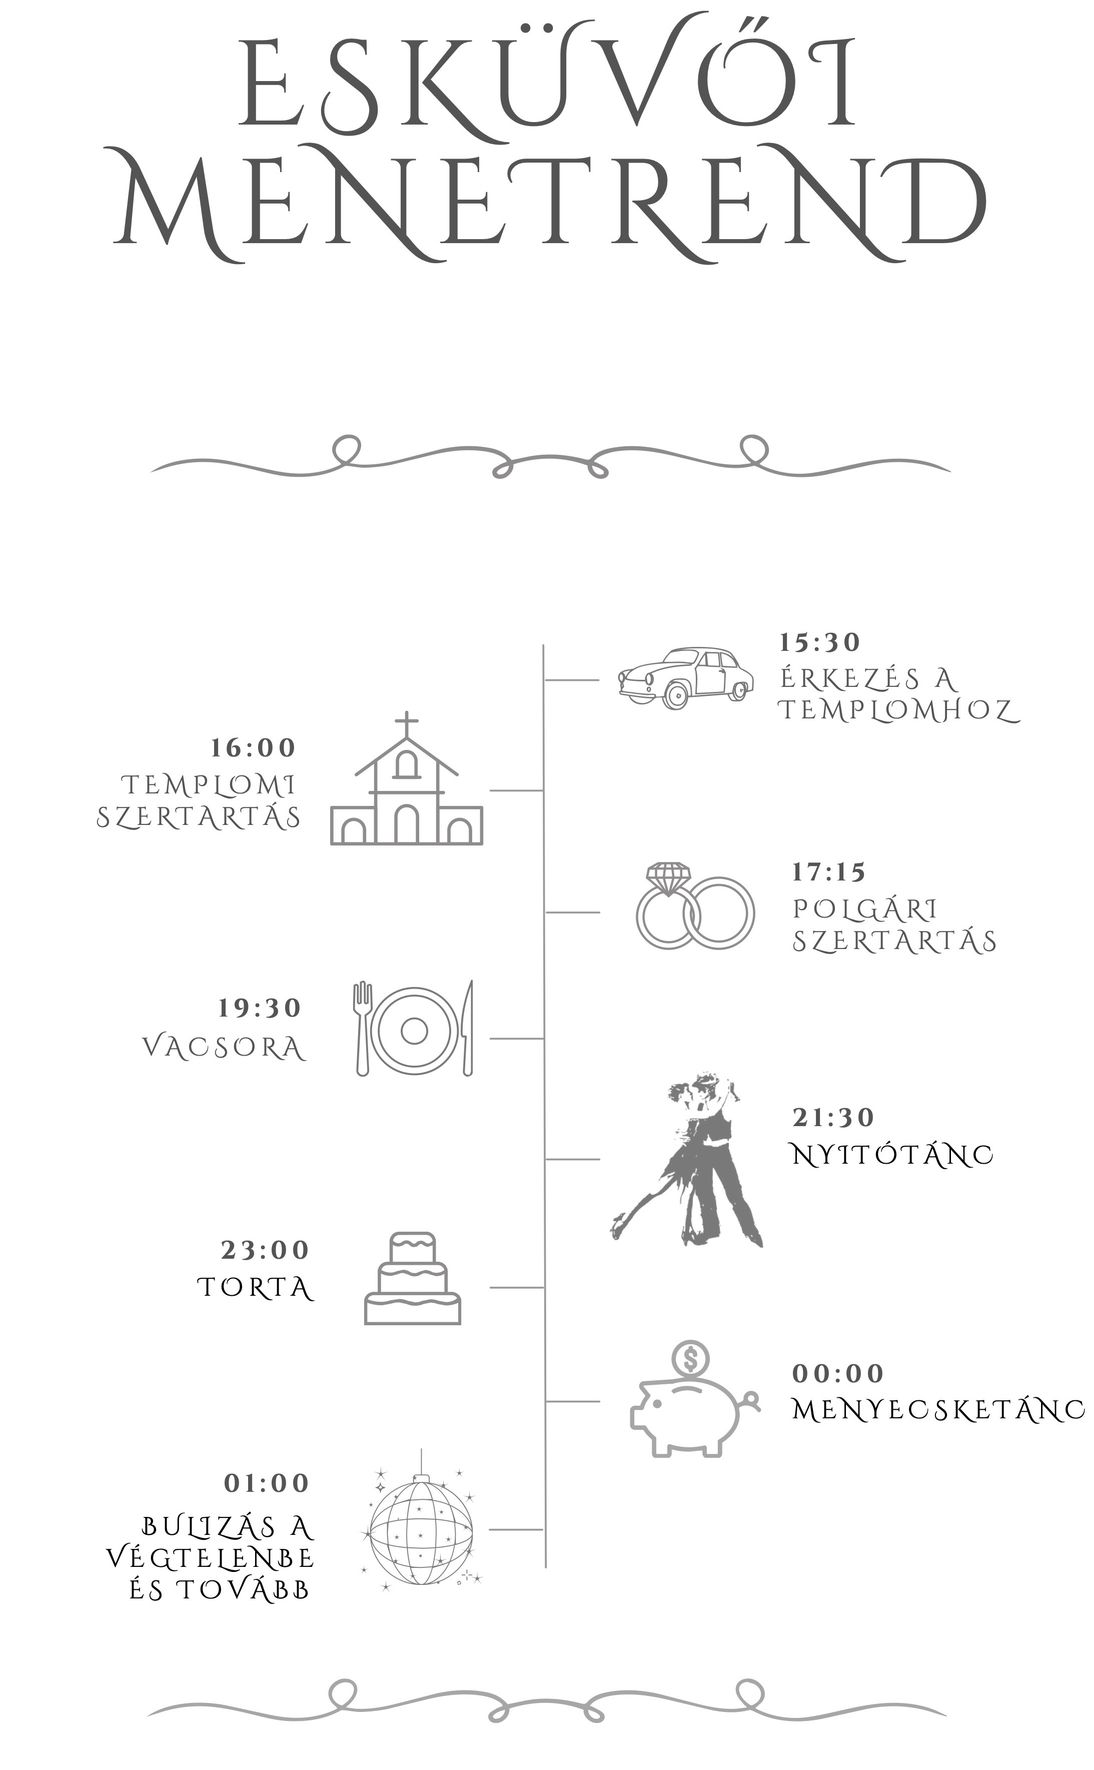 ESKÜVŐI
MENETREND
15:30
ÉRKEZÉS A
TEMPLOMHOZ
16:00
TEMPLOMI
SZERTARTÁS
17:15
POLGÁRI
SZERTARTÁS
19:30
VACSORA
21:30
NYITÓTÁNC
23:00
TORTA
$
00:00
MENYECSKETÁNC
01:00
BULIZÁS A
VÉGTELENBE
ÉS TOVÁBB